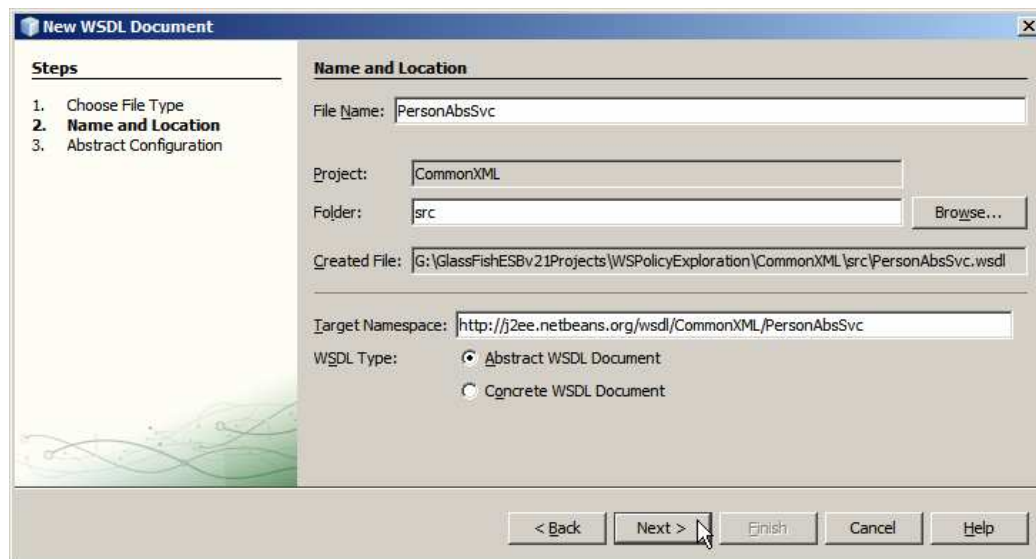 New WSDL Document
Steps
1. Choose File Type
2. Name and Location
3. Abstract Configuration
Name and Location
File Name: PersonAbsSvc
Project: CommonXML
Folder: src Browse...
Created File: G:\GlassFishESBv21Projects\WSPolicyExploration\CommonXML\src\PersonAbsSvc.wsdl
Target Namespace: http://j2ee.netbeans.org/wsdl/CommonXML/PersonAbsSvc
WSDL Type: Abstract WSDL Document
Concrete WSDL Document
< Back Next > Finish Cancel Help